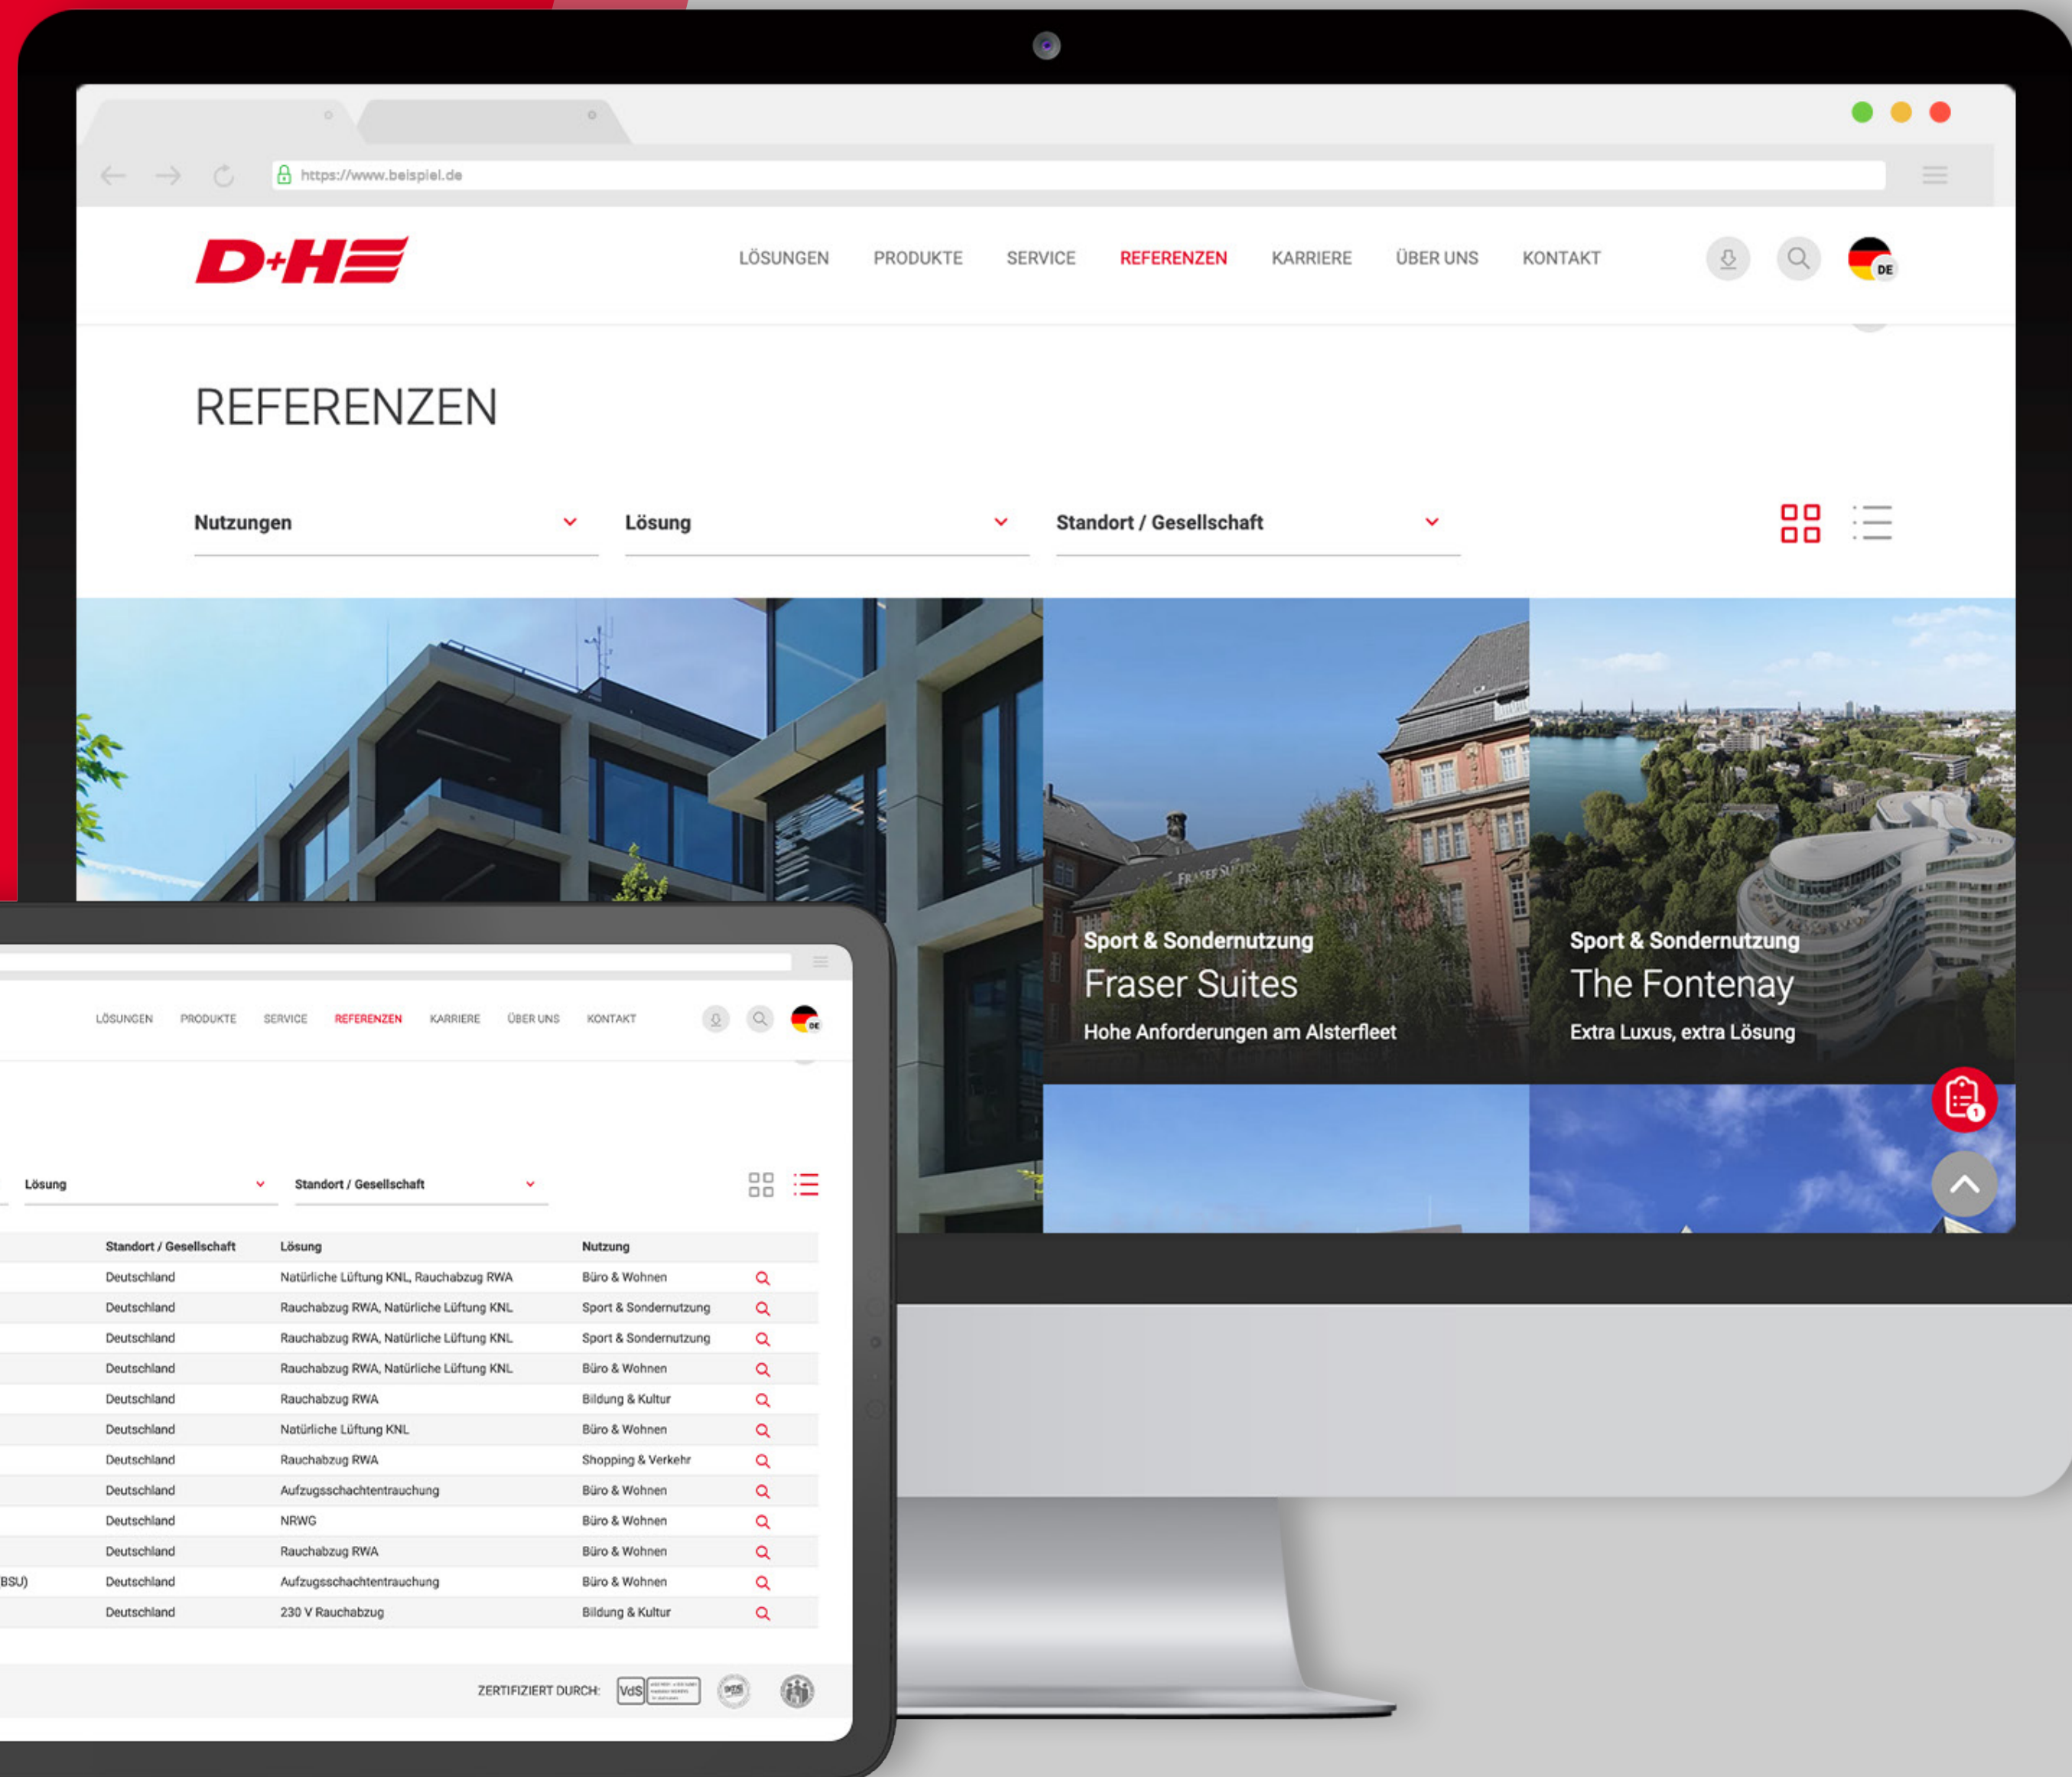 https://www.beispiel.de
D+H
LÖSUNGEN PRODUKTE SERVICE REFERENZEN KARRIERE ÜBER UNS KONTAKT DE
REFERENZEN
Nutzungen Lösung Standort / Gesellschaft
FRASER SUITES
Sport & Sondernutzung
Fraser Suites
Hohe Anforderungen am Alsterfleet
Sport & Sondernutzung
The Fontenay
Extra Luxus, extra Lösung
1
LÖSUNGEN PRODUKTE SERVICE REFERENZEN KARRIERE ÜBER UNS KONTAKT DE
Lösung Standort / Gesellschaft
Standort / Gesellschaft Lösung Nutzung
Deutschland Natürliche Lüftung KNL, Rauchabzug RWA Büro & Wohnen
Deutschland Rauchabzug RWA, Natürliche Lüftung KNL Sport & Sondernutzung
Deutschland Rauchabzug RWA, Natürliche Lüftung KNL Sport & Sondernutzung
Deutschland Rauchabzug RWA, Natürliche Lüftung KNL Büro & Wohnen
Deutschland Rauchabzug RWA Bildung & Kultur
Deutschland Natürliche Lüftung KNL Büro & Wohnen
Deutschland Rauchabzug RWA Shopping & Verkehr
Deutschland Aufzugsschachtentrauchung Büro & Wohnen
Deutschland NRWG Büro & Wohnen
Deutschland Rauchabzug RWA Büro & Wohnen
BSU) Deutschland Aufzugsschachtentrauchung Büro & Wohnen
Deutschland 230 V Rauchabzug Bildung & Kultur
ZERTIFIZIERT DURCH: VdS